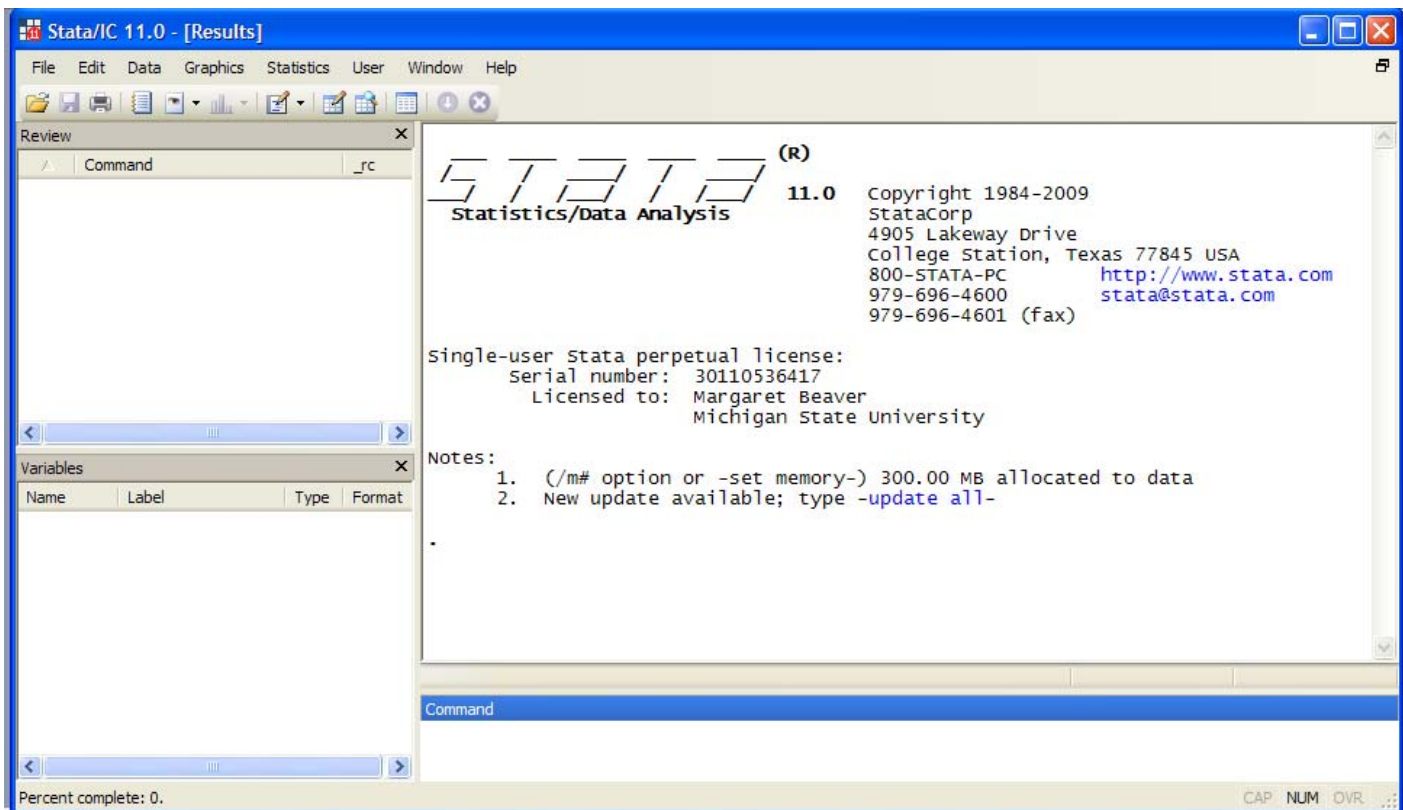 Stata/IC 11.0 - [Results]
File Edit Data Graphics Statistics User Window Help
Review
Command _rc
Variables
Name Label Type Format
STATA (R)
11.0 Copyright 1984-2009
Statistics/Data Analysis StataCorp
4905 Lakeway Drive
College Station, Texas 77845 USA
800-STATA-PC http://www.stata.com
979-696-4600 stata@stata.com
979-696-4601 (fax)
Single-user Stata perpetual license:
Serial number: 30110536417
Licensed to: Margaret Beaver
Michigan State University
Notes:
1. (/m# option or -set memory-) 300.00 MB allocated to data
2. New update available; type -update all-
.
Command
Percent complete: 0. CAP NUM OVR